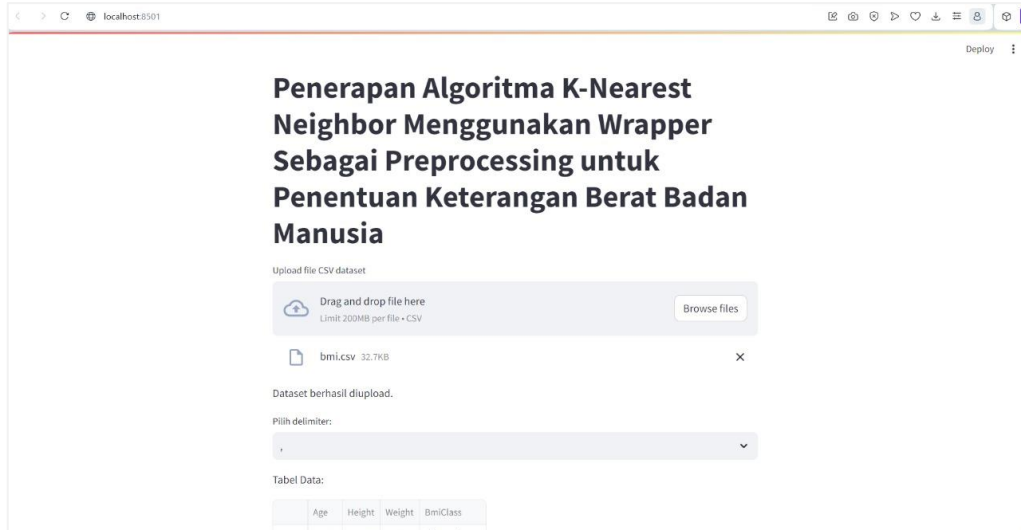 localhost:8501
Deploy
Penerapan Algoritma K-Nearest
Neighbor Menggunakan Wrapper
Sebagai Preprocessing untuk
Penentuan Keterangan Berat Badan
Manusia
Upload file CSV dataset
Drag and drop file here
Limit 200MB per file • CSV
Browse files
bmi.csv 32.7KB
Dataset berhasil diupload.
Pilih delimiter:
,
Tabel Data:
Age Height Weight BmiClass